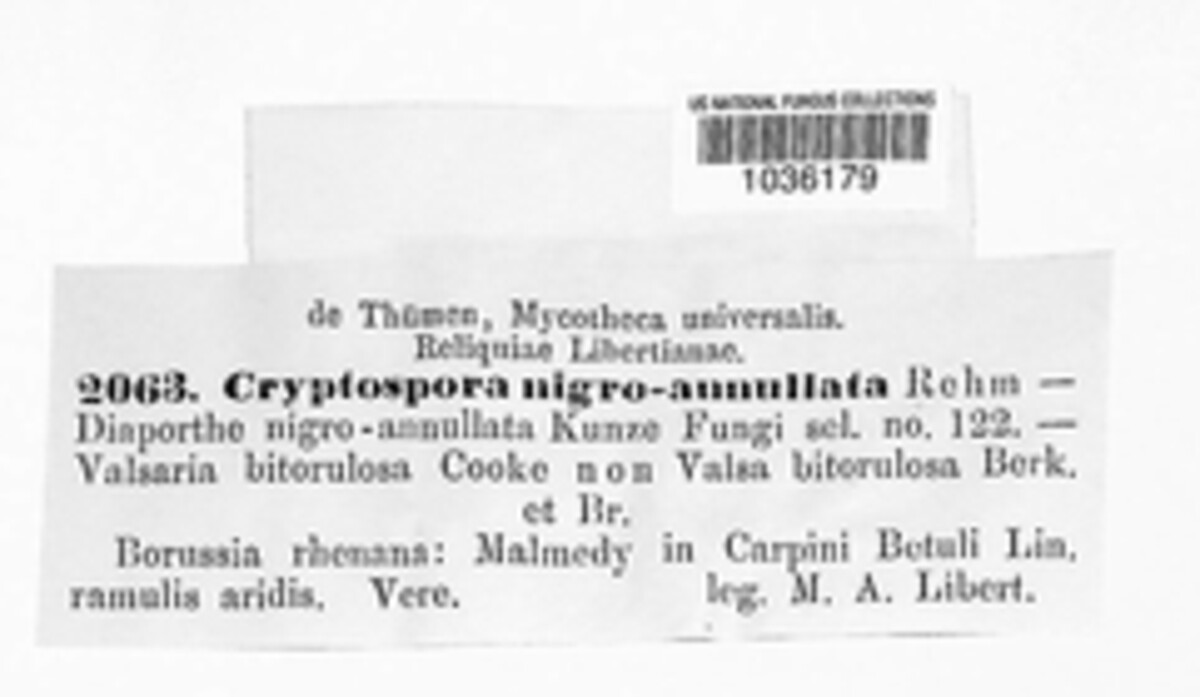 US NATIONAL FUNGUS COLLECTIONS
1036179
de Thümen, Mycotheca universalis.
Reliquiae Libertianae.
2063. Cryptospora nigro-annullata Rehm —
Diaporthe nigro-annullata Kunze Fungi sel. no. 122. —
Valsaria bitorulosa Cooke non Valsa bitorulosa Berk.
et Br.
Borussia rhenana: Malmedy in Carpini Betuli Lin.
ramulis aridis. Vere. leg. M. A. Libert.